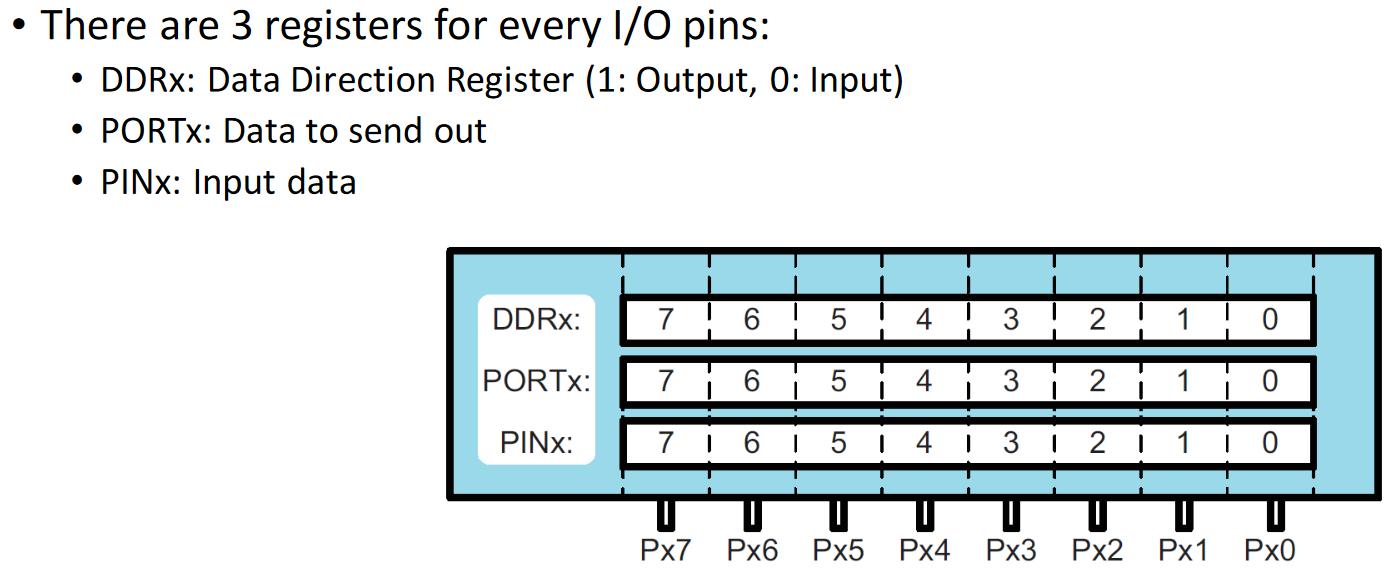 • There are 3 registers for every I/O pins:
• DDRx: Data Direction Register (1: Output, 0: Input)
• PORTx: Data to send out
• PINx: Input data
DDRx: 7 6 5 4 3 2 1 0
PORTx: 7 6 5 4 3 2 1 0
PINx: 7 6 5 4 3 2 1 0
Px7 Px6 Px5 Px4 Px3 Px2 Px1 Px0